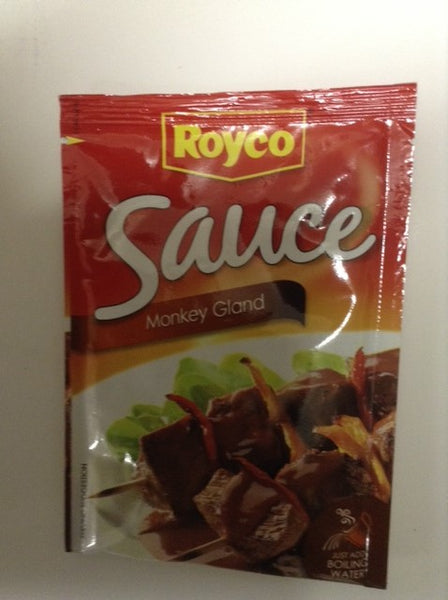 Royco
Sauce
Monkey Gland
JUST ADD
BOILING
WATER